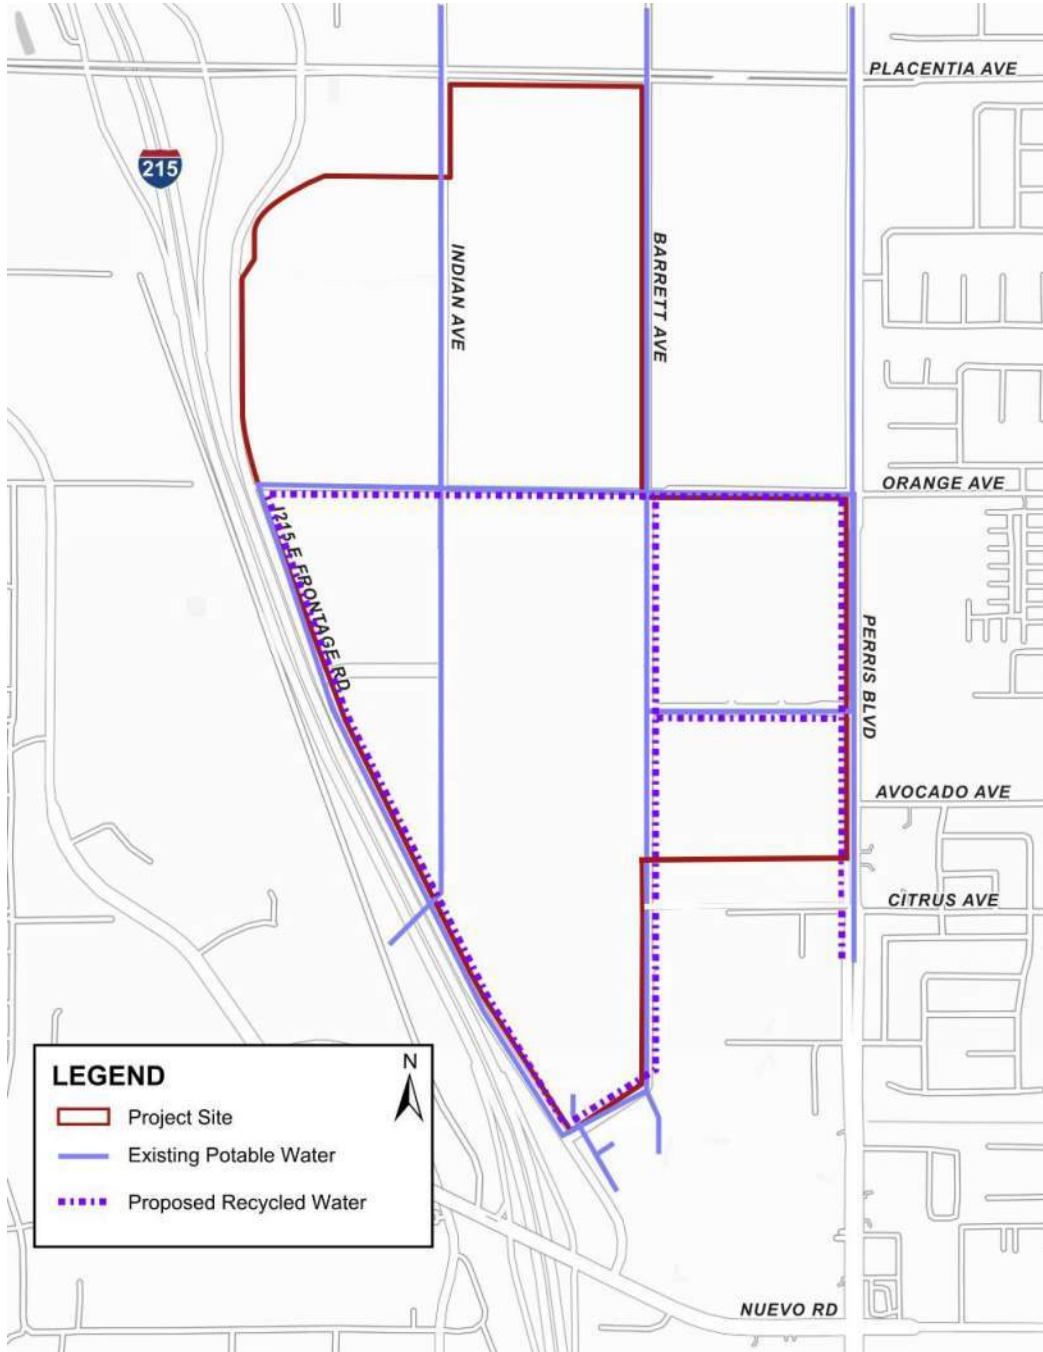 PLACENTIA AVE
215
INDIAN AVE
BARRETT AVE
ORANGE AVE
I215 E FRONTAGE RD
PERRIS BLVD
AVOCADO AVE
CITRUS AVE
LEGEND
N
Project Site
Existing Potable Water
Proposed Recycled Water
NUEVO RD